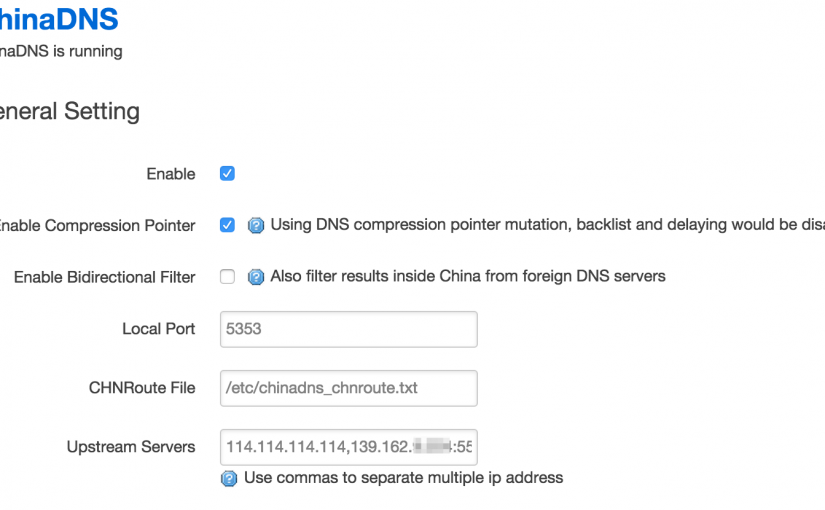 hinaDNS
naDNS is running
eneral Setting
Enable
nable Compression Pointer Using DNS compression pointer mutation, backlist and delaying would be disa
Enable Bidirectional Filter Also filter results inside China from foreign DNS servers
Local Port 5353
CHNRoute File /etc/chinadns_chnroute.txt
Upstream Servers 114.114.114.114,139.162. :55
Use commas to separate multiple ip address